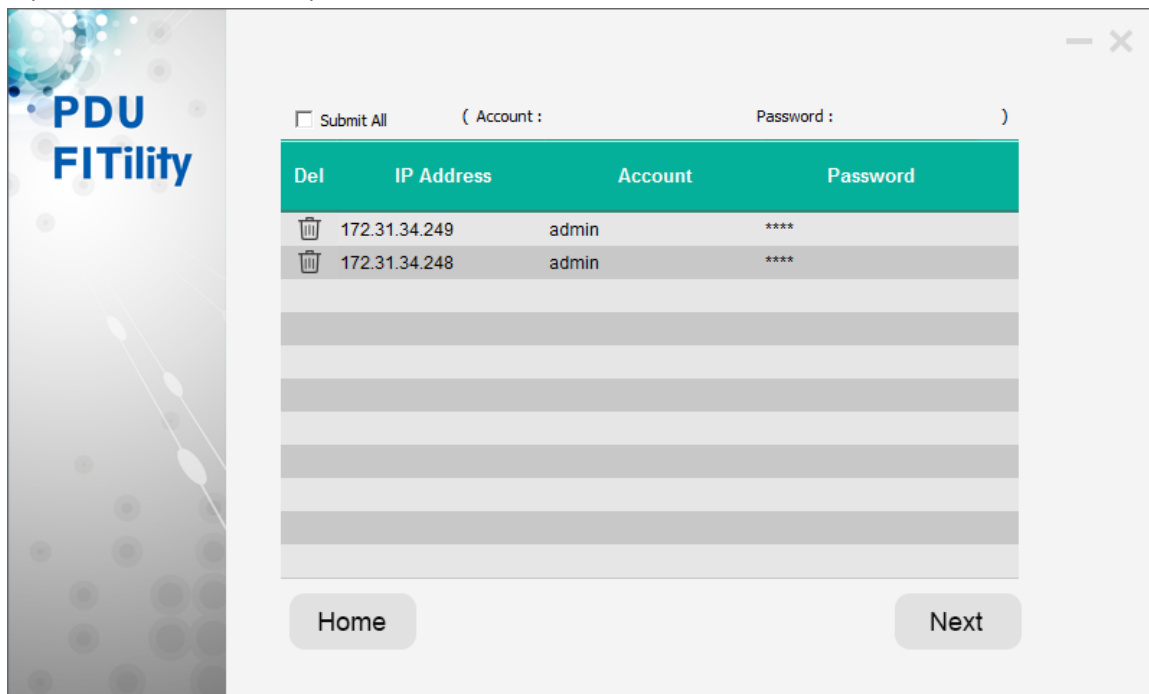 PDU
FITility
Submit All ( Account : Password : )
Del IP Address Account Password
172.31.34.249 admin ****
172.31.34.248 admin ****
Home Next